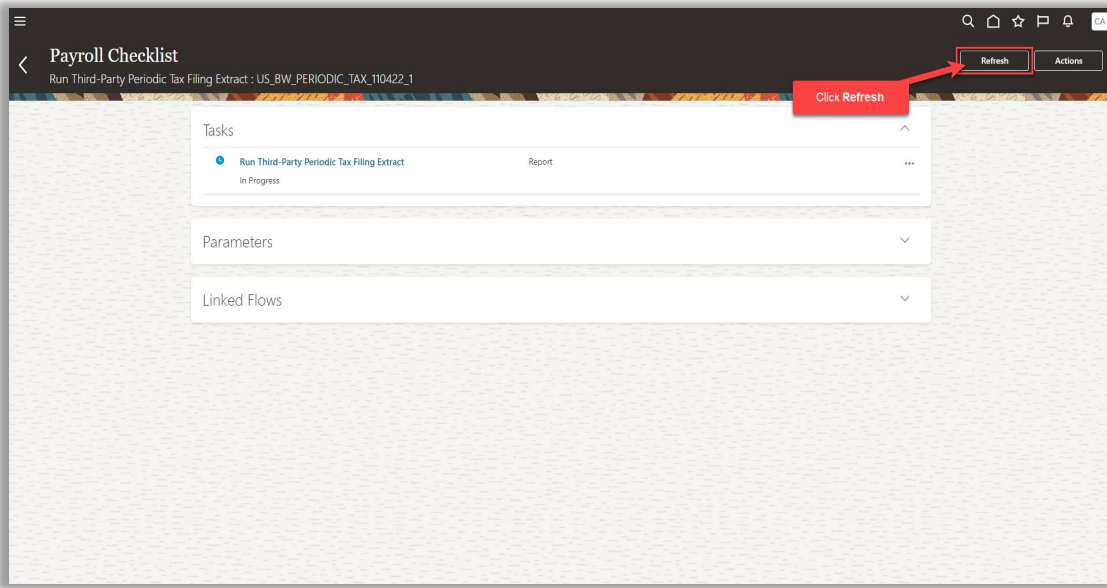 CA
Payroll Checklist
Run Third-Party Periodic Tax Filing Extract : US_BW_PERIODIC_TAX_110422_1
Refresh
Actions
Click Refresh
Tasks
Run Third-Party Periodic Tax Filing Extract
Report
In Progress
Parameters
Linked Flows